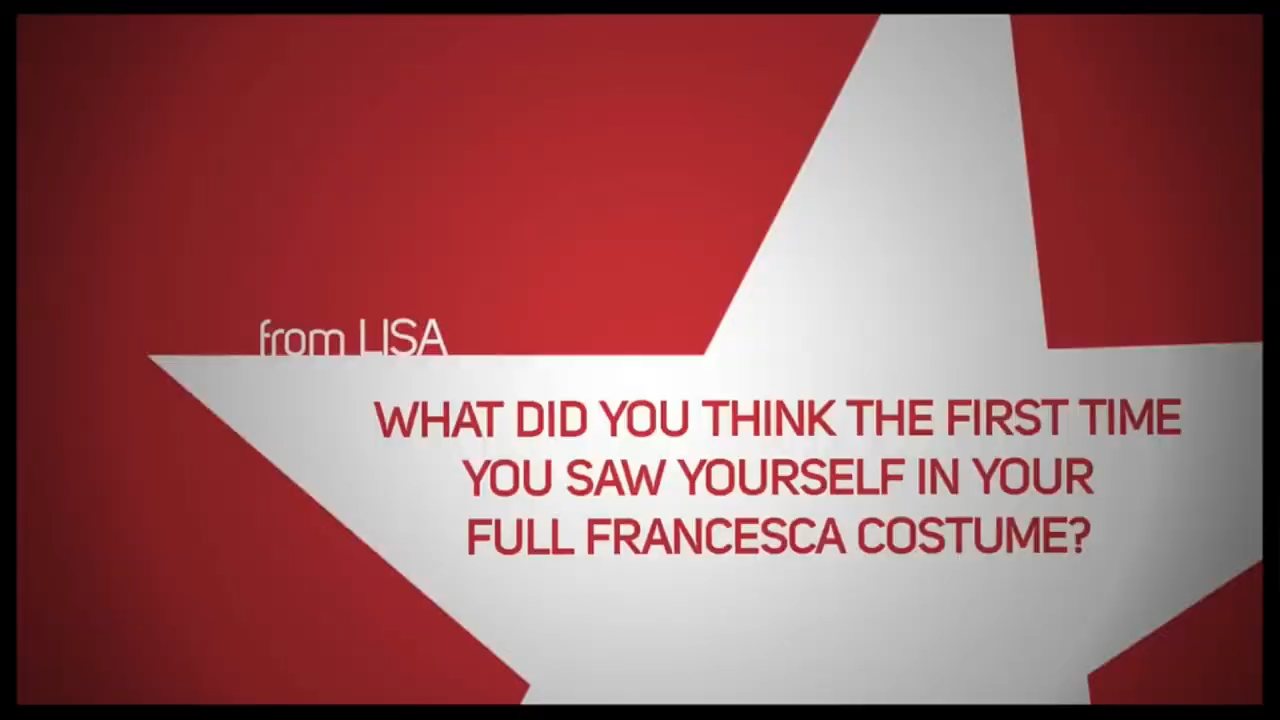 from LISA
WHAT DID YOU THINK THE FIRST TIME
YOU SAW YOURSELF IN YOUR
FULL FRANCESCA COSTUME?